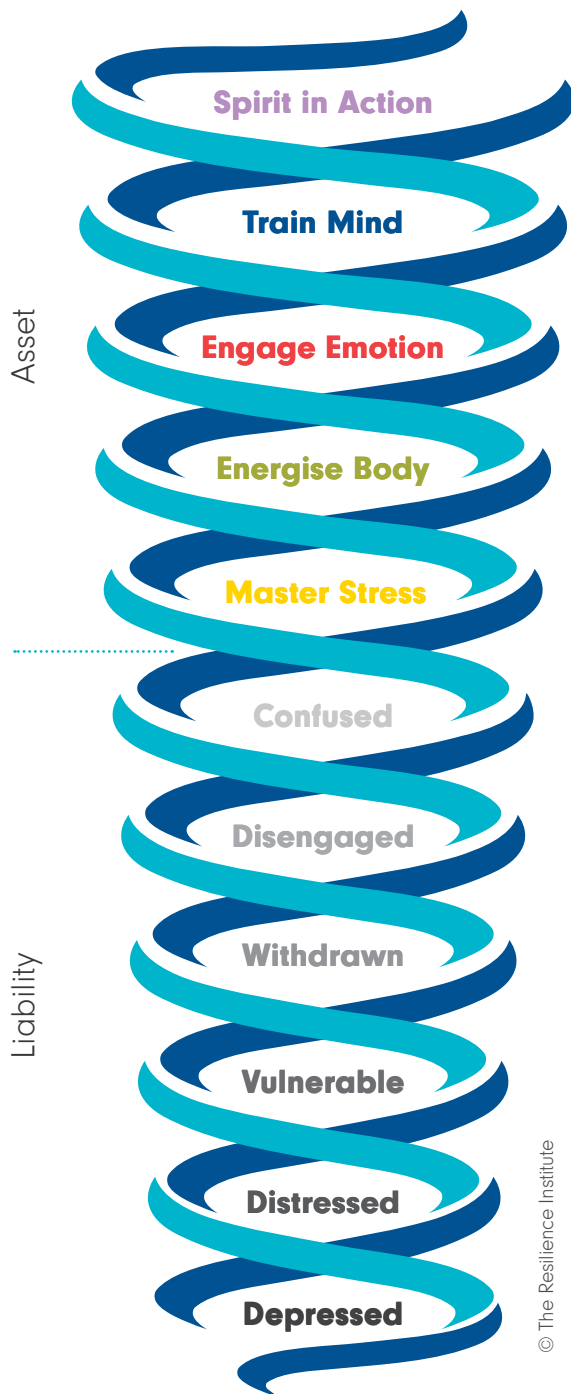 Spirit in Action
Train Mind
Asset
Engage Emotion
Energise Body
Master Stress
Confused
Disengaged
Withdrawn
Liability
Vulnerable
Distressed
Depressed
© The Resilience Institute